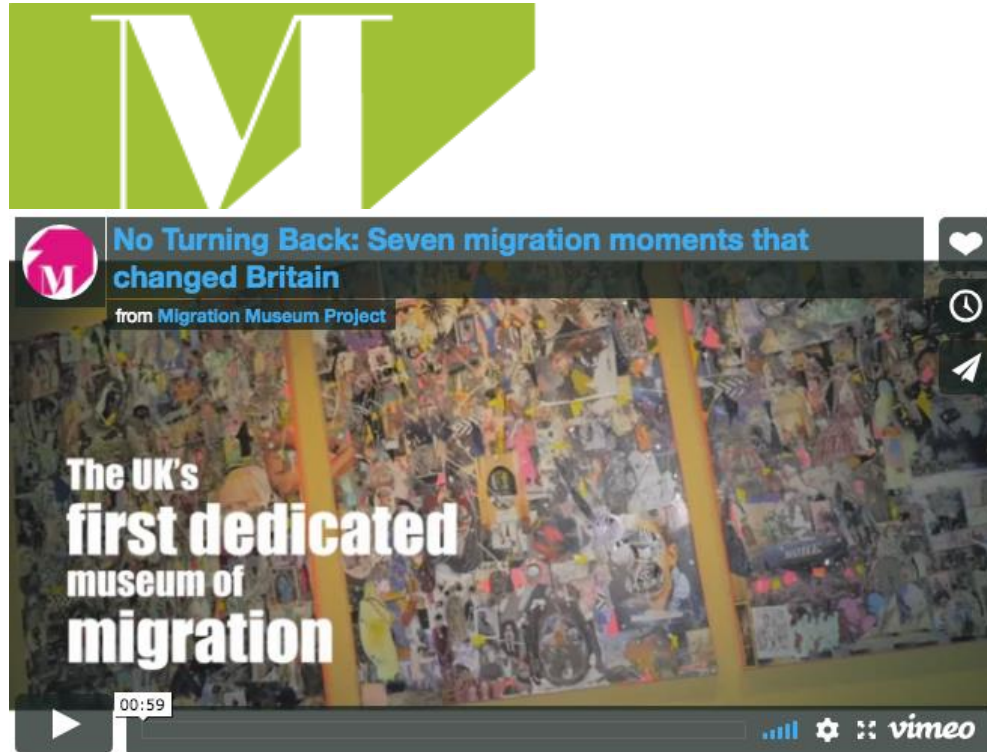 M
M
No Turning Back: Seven migration moments that
changed Britain
from Migration Museum Project
The UK's
first dedicated
museum of
migration
00:59
vimeo